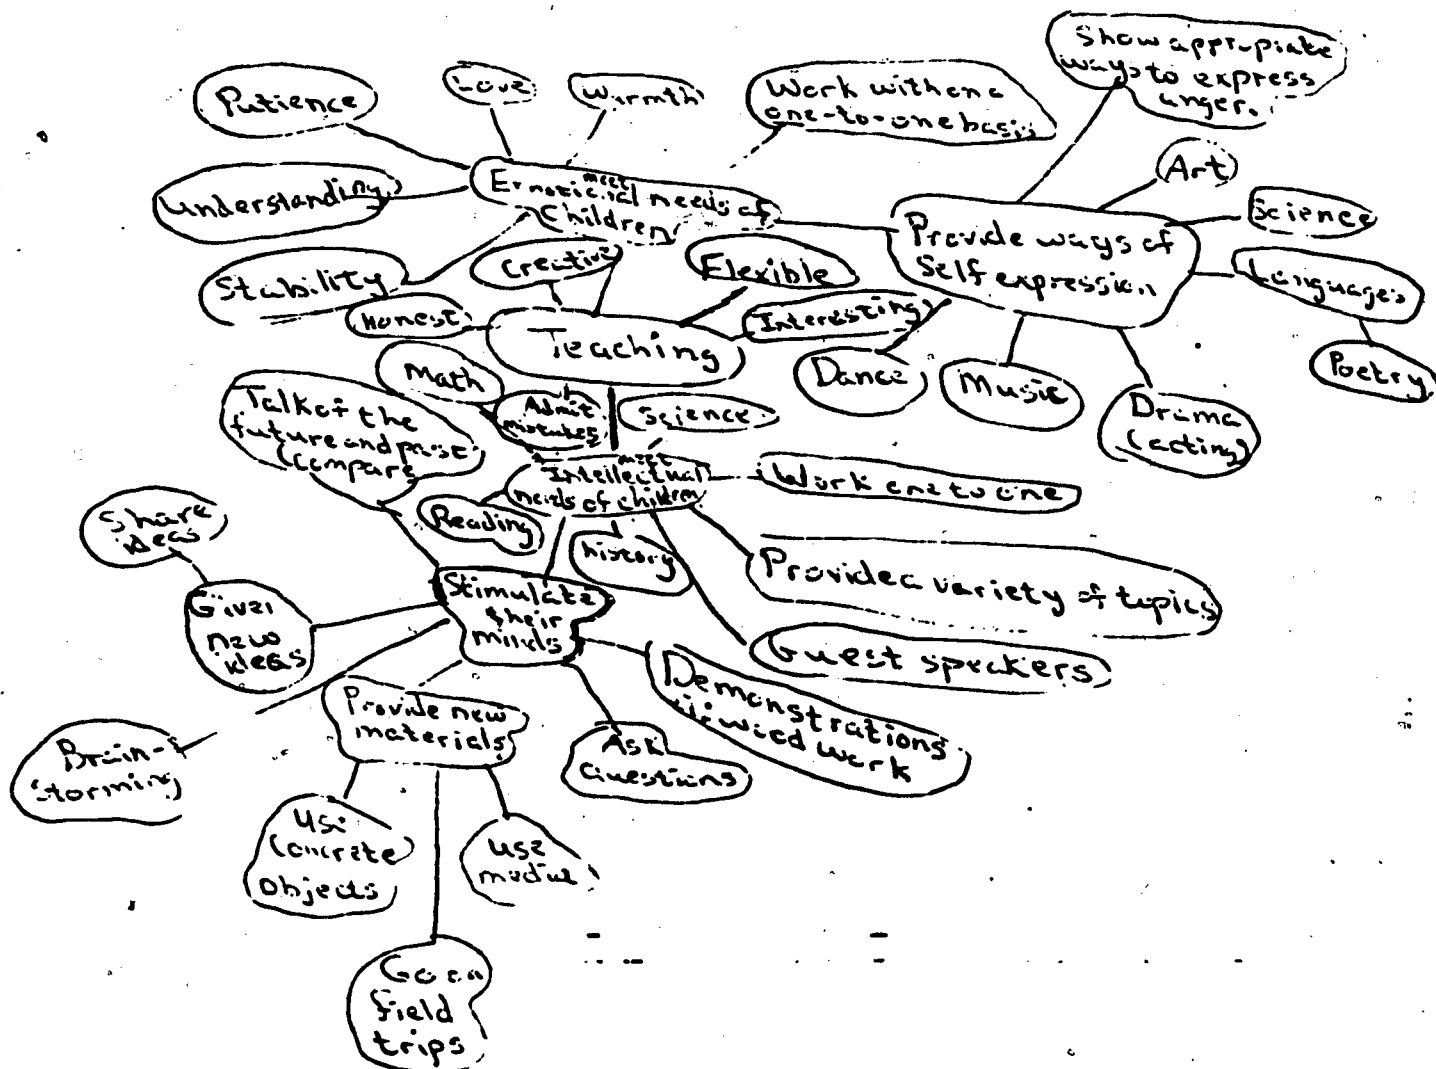 Show appropiate
ways to express
anger.
Patience
Love
Warmth
Work with on a
one-to-one basis
Art
Understanding
meet
Emotional needs of
Children
Science
Provide ways of
Self expression
Languages
Poetry
Stability
Creative
Flexible
Honest
Interesting
Teaching
Dance
Music
Drama
(acting)
Math
Admit
mistakes
Science
Talk of the
future and past
compare
meet
Intellectual
needs of children
Work one to one
Reading
history
Share
ideas
Provide a variety of topics
Stimulate
their
minds
Give
new
ideas
Guest speakers
Demonstrations
work
Provide new
materials
Ask
Questions
Brain-
storming
Use
Concrete
Objects
use
media
Go on
field
trips